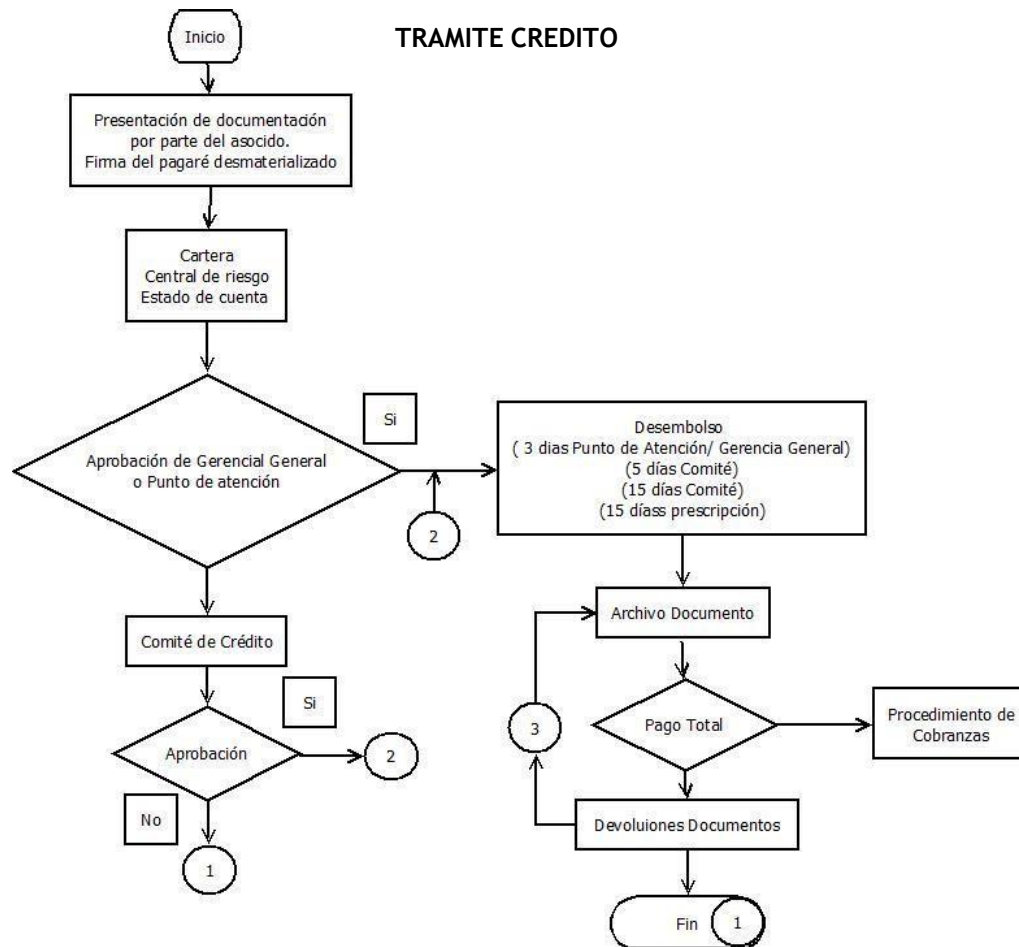 TRAMITE CREDITO
Inicio
Presentación de documentación
por parte del asocido.
Firma del pagaré desmaterializado
Cartera
Central de riesgo
Estado de cuenta
Aprobación de Gerencial General
o Punto de atención
Si
2
Desembolso
( 3 dias Punto de Atención/ Gerencia General)
(5 días Comité)
(15 días Comité)
(15 díass prescripción)
Comité de Crédito
Si
Aprobación
2
No
1
Archivo Documento
3
Pago Total
Procedimiento de
Cobranzas
Devoluiones Documentos
Fin
1